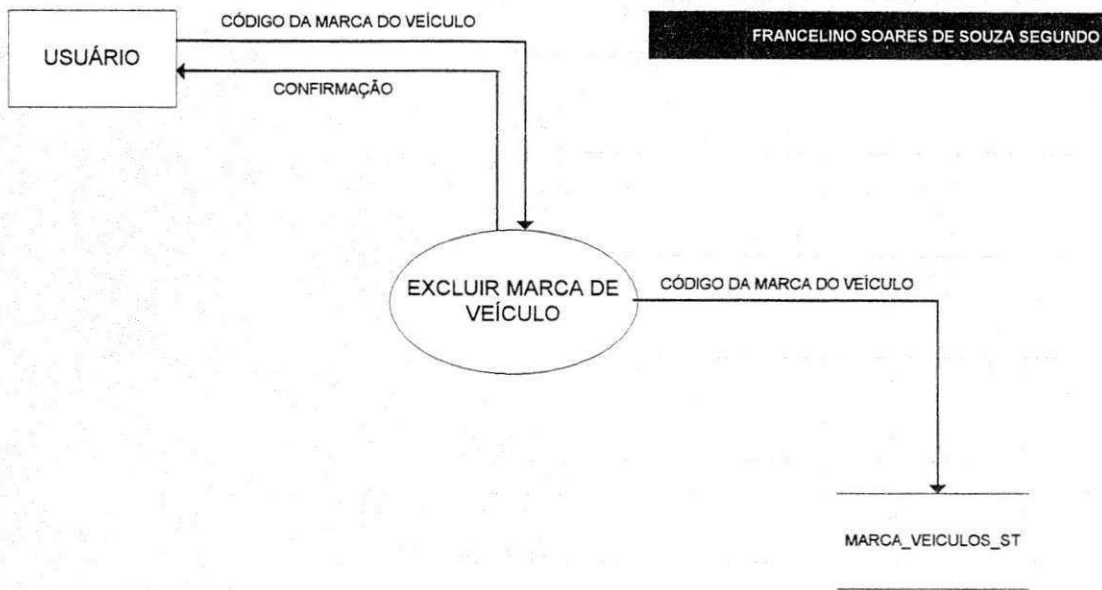 CÓDIGO DA MARCA DO VEÍCULO
FRANCELINO SOARES DE SOUZA SEGUNDO
USUÁRIO
CONFIRMAÇÃO
EXCLUIR MARCA DE
VEÍCULO
CÓDIGO DA MARCA DO VEÍCULO
MARCA_VEICULOS_ST